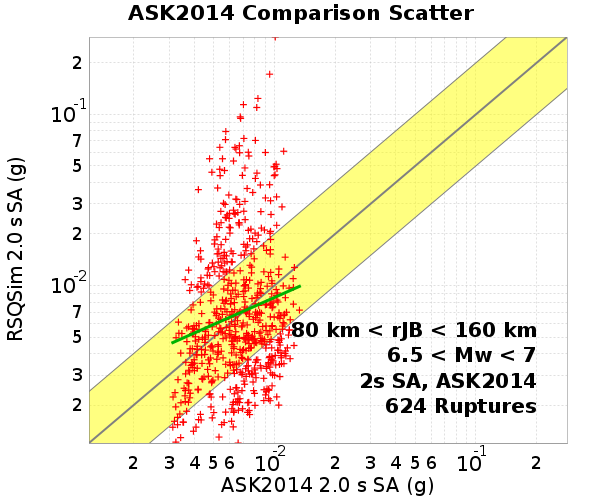 ASK2014 Comparison Scatter
RSQSim 2.0 s SA (g)
2
10⁻¹
7
5
3
2
10⁻²
7
5
3
2
80 km < rJB < 160 km
6.5 < Mw < 7
2s SA, ASK2014
624 Ruptures
2 3 4 5 6 10⁻² 2 3 4 5 6 10⁻¹ 2
ASK2014 2.0 s SA (g)